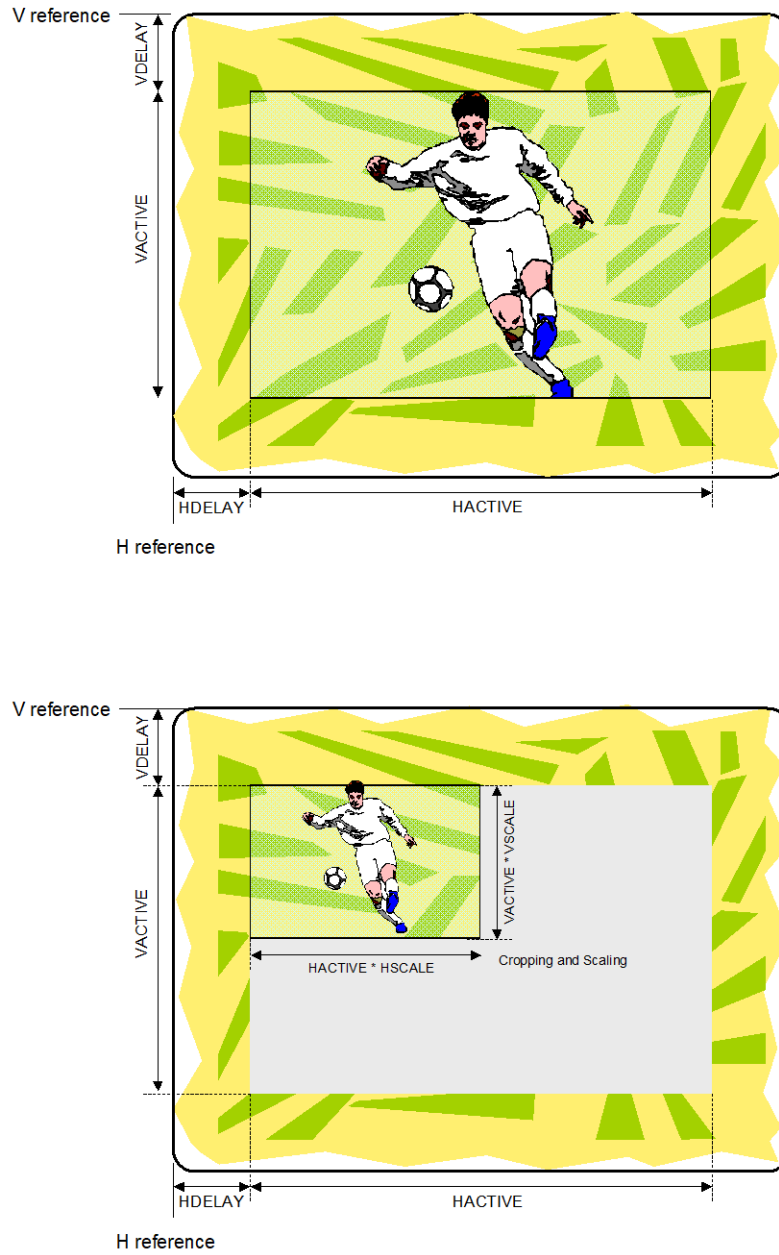 V reference
VDELAY
VACTIVE
HDELAY
HACTIVE
H reference
V reference
VDELAY
VACTIVE
VACTIVE * VSCALE
HACTIVE * HSCALE
Cropping and Scaling
HDELAY
HACTIVE
H reference